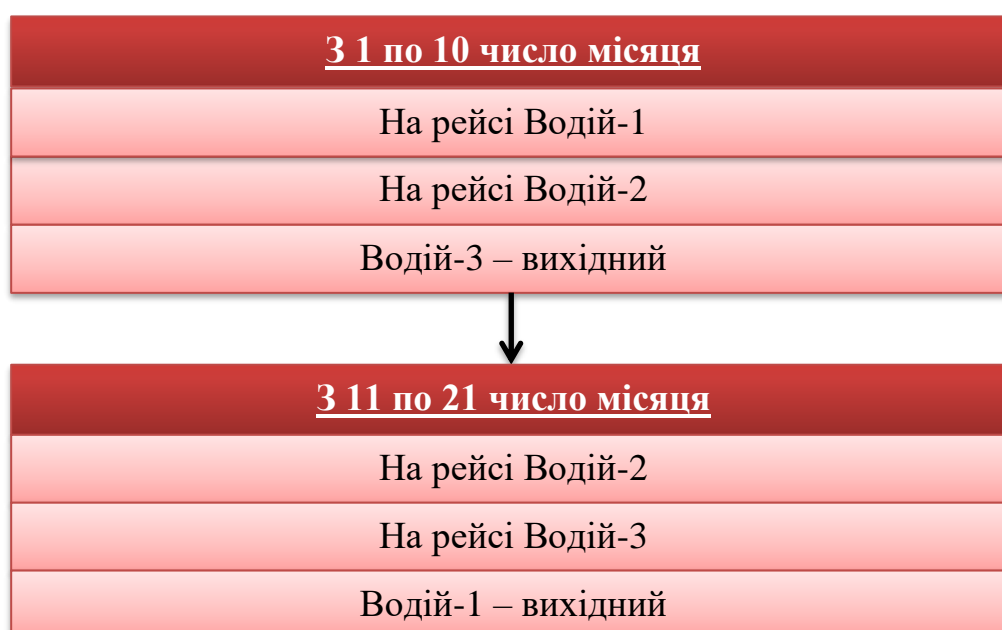 З 1 по 10 число місяця
На рейсі Водій-1
На рейсі Водій-2
Водій-3 – вихідний
З 11 по 21 число місяця
На рейсі Водій-2
На рейсі Водій-3
Водій-1 – вихідний